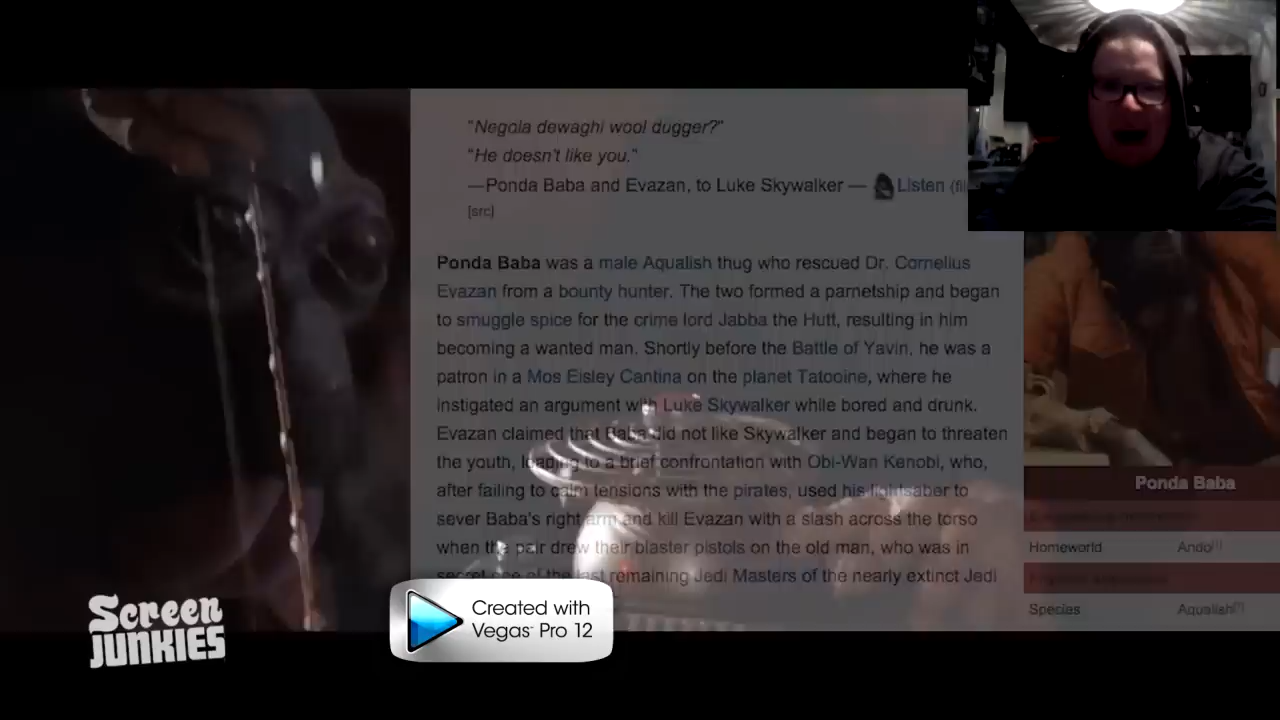 "Negola dewaghi wool dugger?"
"He doesn't like you."
—Ponda Baba and Evazan, to Luke Skywalker — Listen (fil
[src]
Ponda Baba was a male Aqualish thug who rescued Dr. Cornelius
Evazan from a bounty hunter. The two formed a parnetship and began
to smuggle spice for the crime lord Jabba the Hutt, resulting in him
becoming a wanted man. Shortly before the Battle of Yavin, he was a
patron in a Mos Eisley Cantina on the planet Tatooine, where he
instigated an argument with Luke Skywalker while bored and drunk.
Evazan claimed that Baba did not like Skywalker and began to threaten
the youth, leading to a brief confrontation with Obi-Wan Kenobi, who,
after failing to calm tensions with the pirates, used his lightsaber to
sever Baba's right arm and kill Evazan with a slash across the torso
when the pair drew their blaster pistols on the old man, who was in
secret one of the last remaining Jedi Masters of the nearly extinct Jedi
Ponda Baba
Homeworld Ando[1]
Species Aqualish[1]
Screen
JUNKIES
Created with
Vegas™ Pro 12